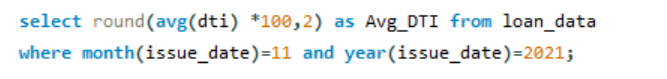 select round(avg(dti) *100,2) as Avg_DTI from loan_data
where month(issue_date)=11 and year(issue_date)=2021;